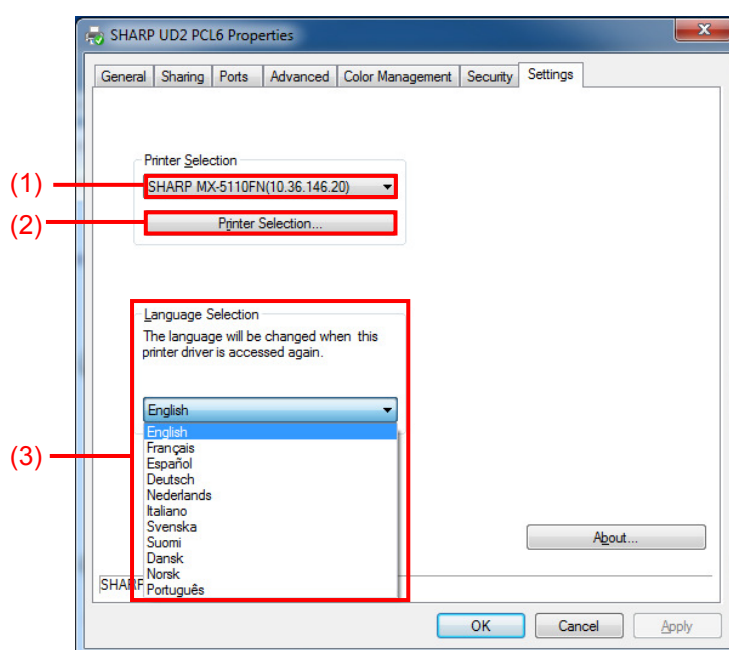 SHARP UD2 PCL6 Properties
General Sharing Ports Advanced Color Management Security Settings
Printer Selection
(1) SHARP MX-5110FN(10.36.146.20)
(2) Printer Selection...
Language Selection
The language will be changed when this
printer driver is accessed again.
English
English
(3) Français
Español
Deutsch
Nederlands
Italiano
Svenska
Suomi
Dansk
Norsk
Português
About...
SHARP
OK Cancel Apply